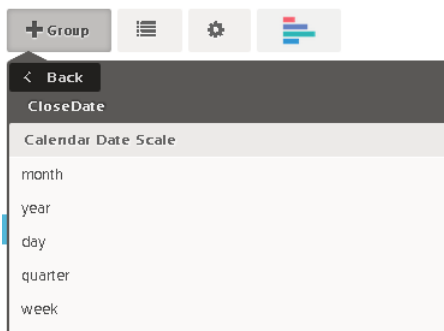 Group
Back
CloseDate
Calendar Date Scale
month
year
day
quarter
week